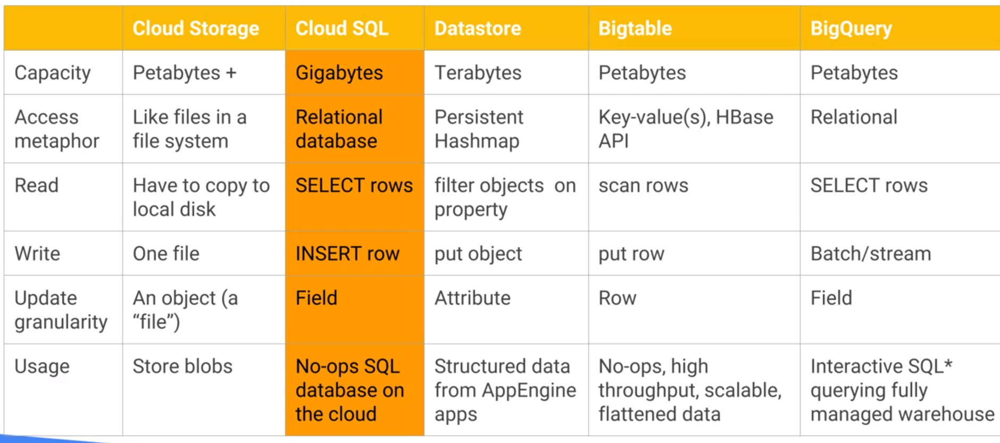 Cloud Storage Cloud SQL Datastore Bigtable BigQuery
Capacity Petabytes + Gigabytes Terabytes Petabytes Petabytes
Access Like files in a Relational Persistent Key-value(s), HBase Relational
metaphor file system database Hashmap API
Read Have to copy to SELECT rows filter objects on scan rows SELECT rows
local disk property
Write One file INSERT row put object put row Batch/stream
Update An object (a Field Attribute Row Field
granularity “file”)
Usage Store blobs No-ops SQL Structured data No-ops, high Interactive SQL*
database on from AppEngine throughput, scalable, querying fully
the cloud apps flattened data managed warehouse